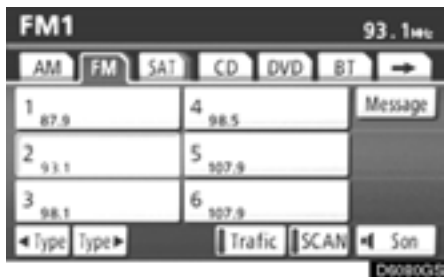 FM1 93.1MHz
AM FM SAT CD DVD BT
1 87.9 4 98.5 Message
2 93.1 5 107.9
3 98.1 6 107.9
Type Type Trafic SCAN Son